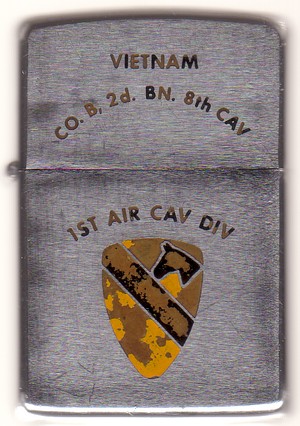 VIETNAM
CO. B, 2d. BN. 8th CAV
1ST AIR CAV DIV